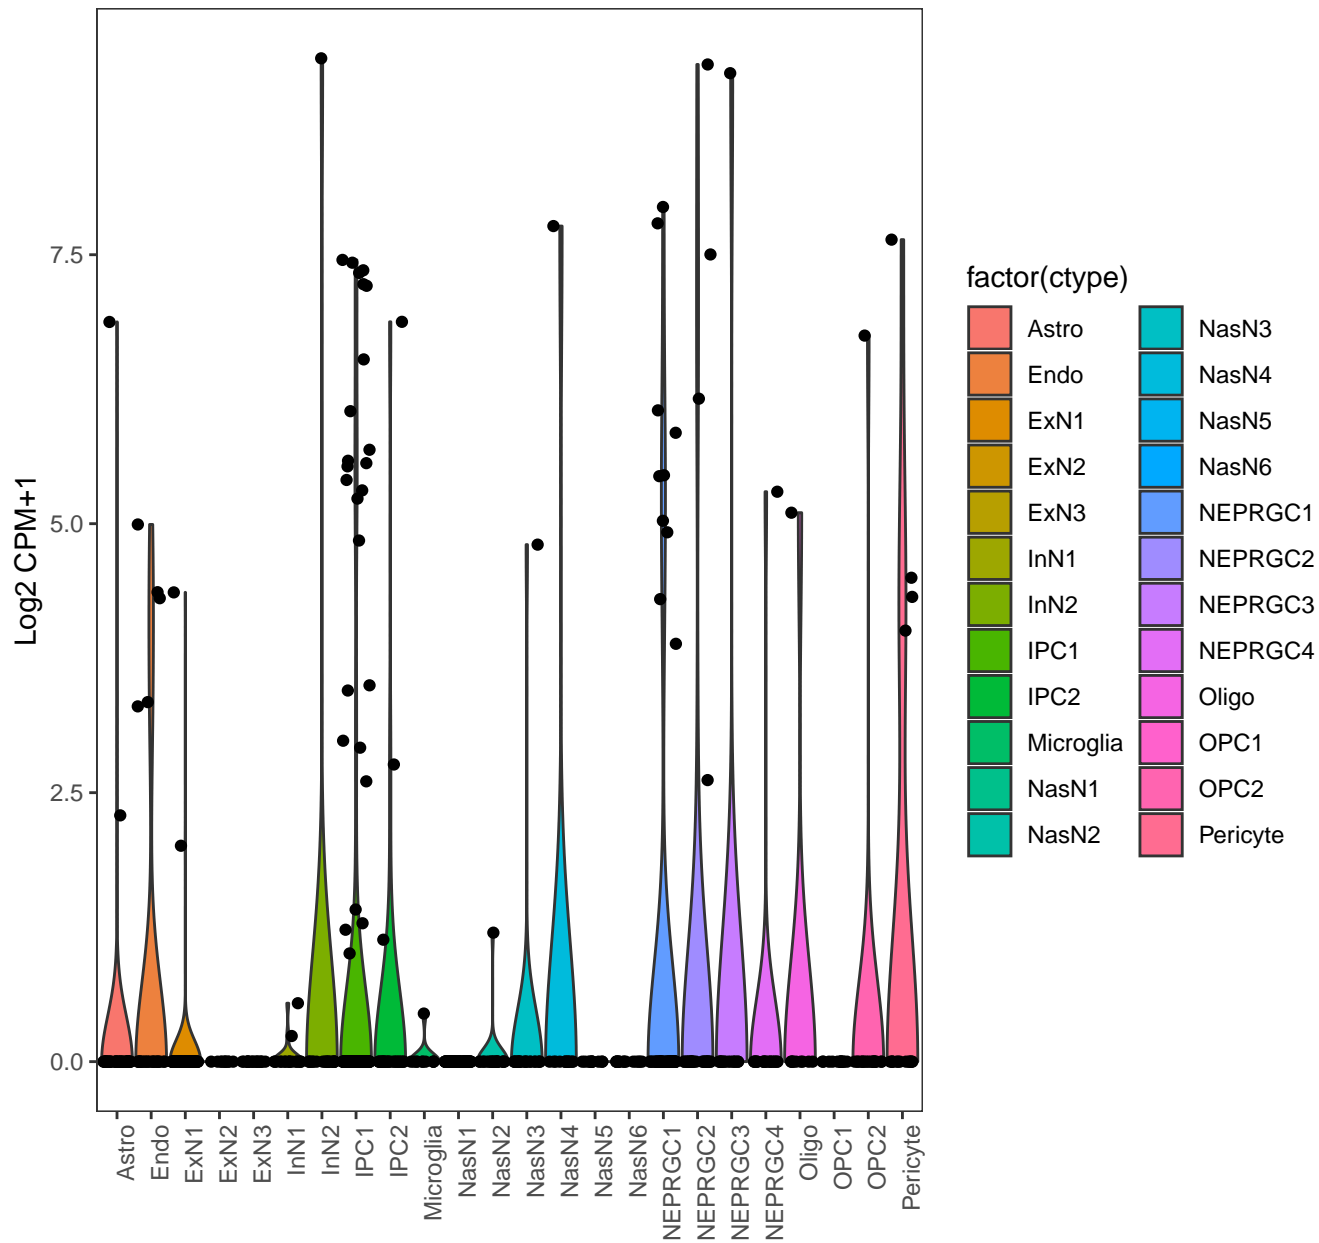 Log2 CPM+1
7.5
5.0
2.5
0.0
Astro
Endo
ExN1
ExN2
ExN3
InN1
InN2
IPC1
IPC2
Microglia
NasN1
NasN2
NasN3
NasN4
NasN5
NasN6
NEPRGC1
NEPRGC2
NEPRGC3
NEPRGC4
Oligo
OPC1
OPC2
Pericyte
factor(ctype)
Astro
Endo
ExN1
ExN2
ExN3
InN1
InN2
IPC1
IPC2
Microglia
NasN1
NasN2
NasN3
NasN4
NasN5
NasN6
NEPRGC1
NEPRGC2
NEPRGC3
NEPRGC4
Oligo
OPC1
OPC2
Pericyte